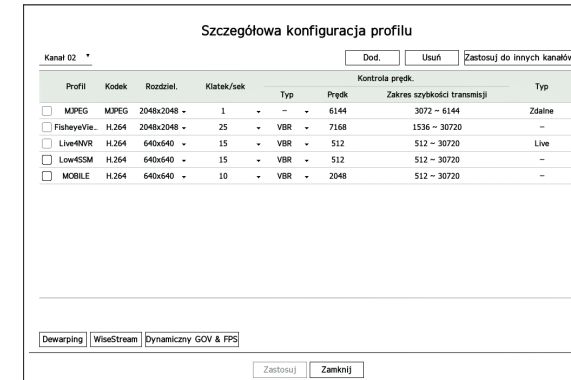 Szczegółowa konfiguracja profilu
Kanał 02
Dod. Usuń Zastosuj do innych kanałów
Profil Kodek Rozdziel. Klatek/sek Kontrola prędk. Typ
Typ Prędk Zakres szybkości transmisji
MJPEG MJPEG 2048x2048 1 – 6144 3072 ~ 6144 Zdalne
FisheyeVie... H.264 2048x2048 25 VBR 7168 1536 ~ 30720 –
Live4NVR H.264 640x640 15 VBR 512 512 ~ 30720 Live
Low4SSM H.264 640x640 15 VBR 512 512 ~ 30720 –
MOBILE H.264 640x640 10 VBR 2048 512 ~ 30720 –
Dewarping WiseStream Dynamiczny GOV & FPS
Zastosuj Zamknij